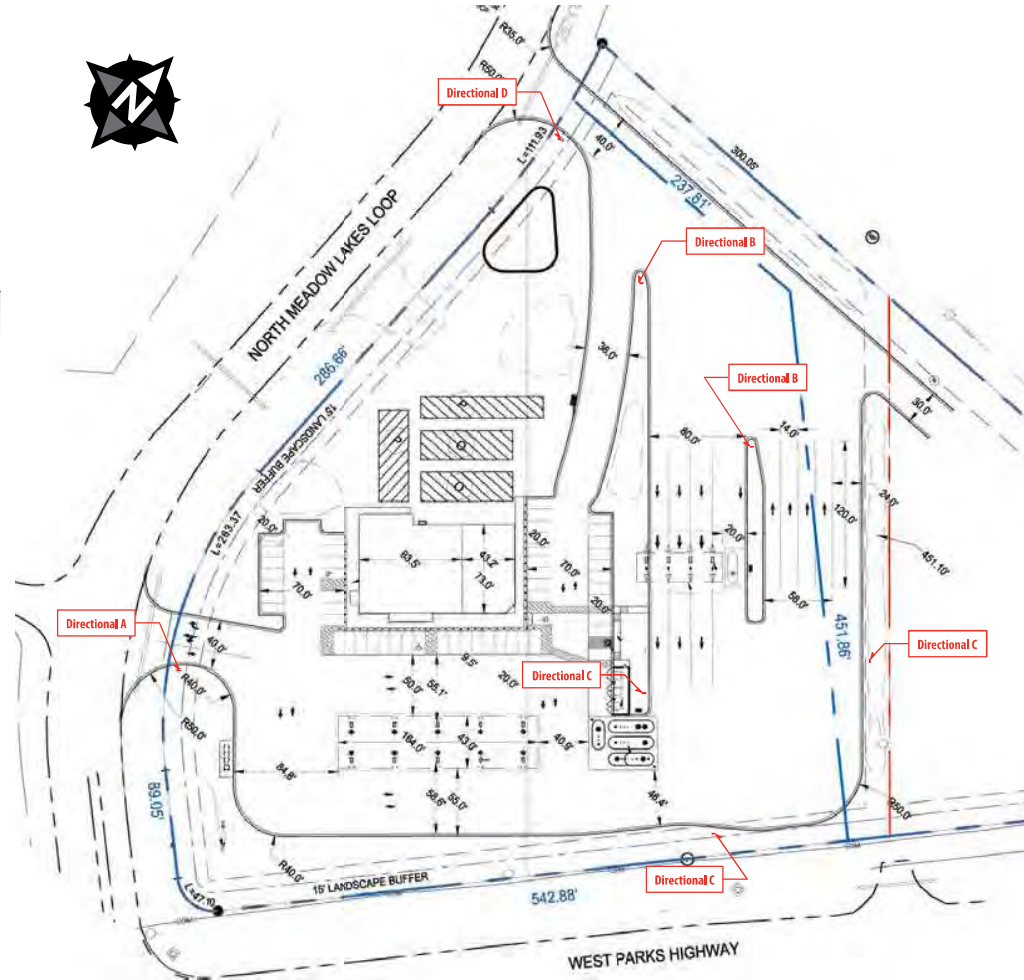 R35.0'
R50.0'
Directional D
N
L=111.93
40.0'
300.05'
237.81'
Directional B
NORTH MEADOW LAKES LOOP
286.66'
36.0'
Directional B
30.0'
15' LANDSCAPE BUFFER
80.0'
14.0'
24.0'
120.0'
L=263.37
20.0'
20.0'
20.0'
451.10'
83.5'
43.2'
73.0'
70.0'
70.0'
20.0'
58.0'
451.86'
Directional A
40.0'
Directional C
R40.0'
9.5'
20.0'
Directional C
50.0'
55.1'
R50.0'
164.0'
43.0'
40.9'
84.8'
89.05'
58.6'
55.0'
46.4'
R50.0'
R40.0'
15' LANDSCAPE BUFFER
Directional C
L=47.10
542.88'
WEST PARKS HIGHWAY